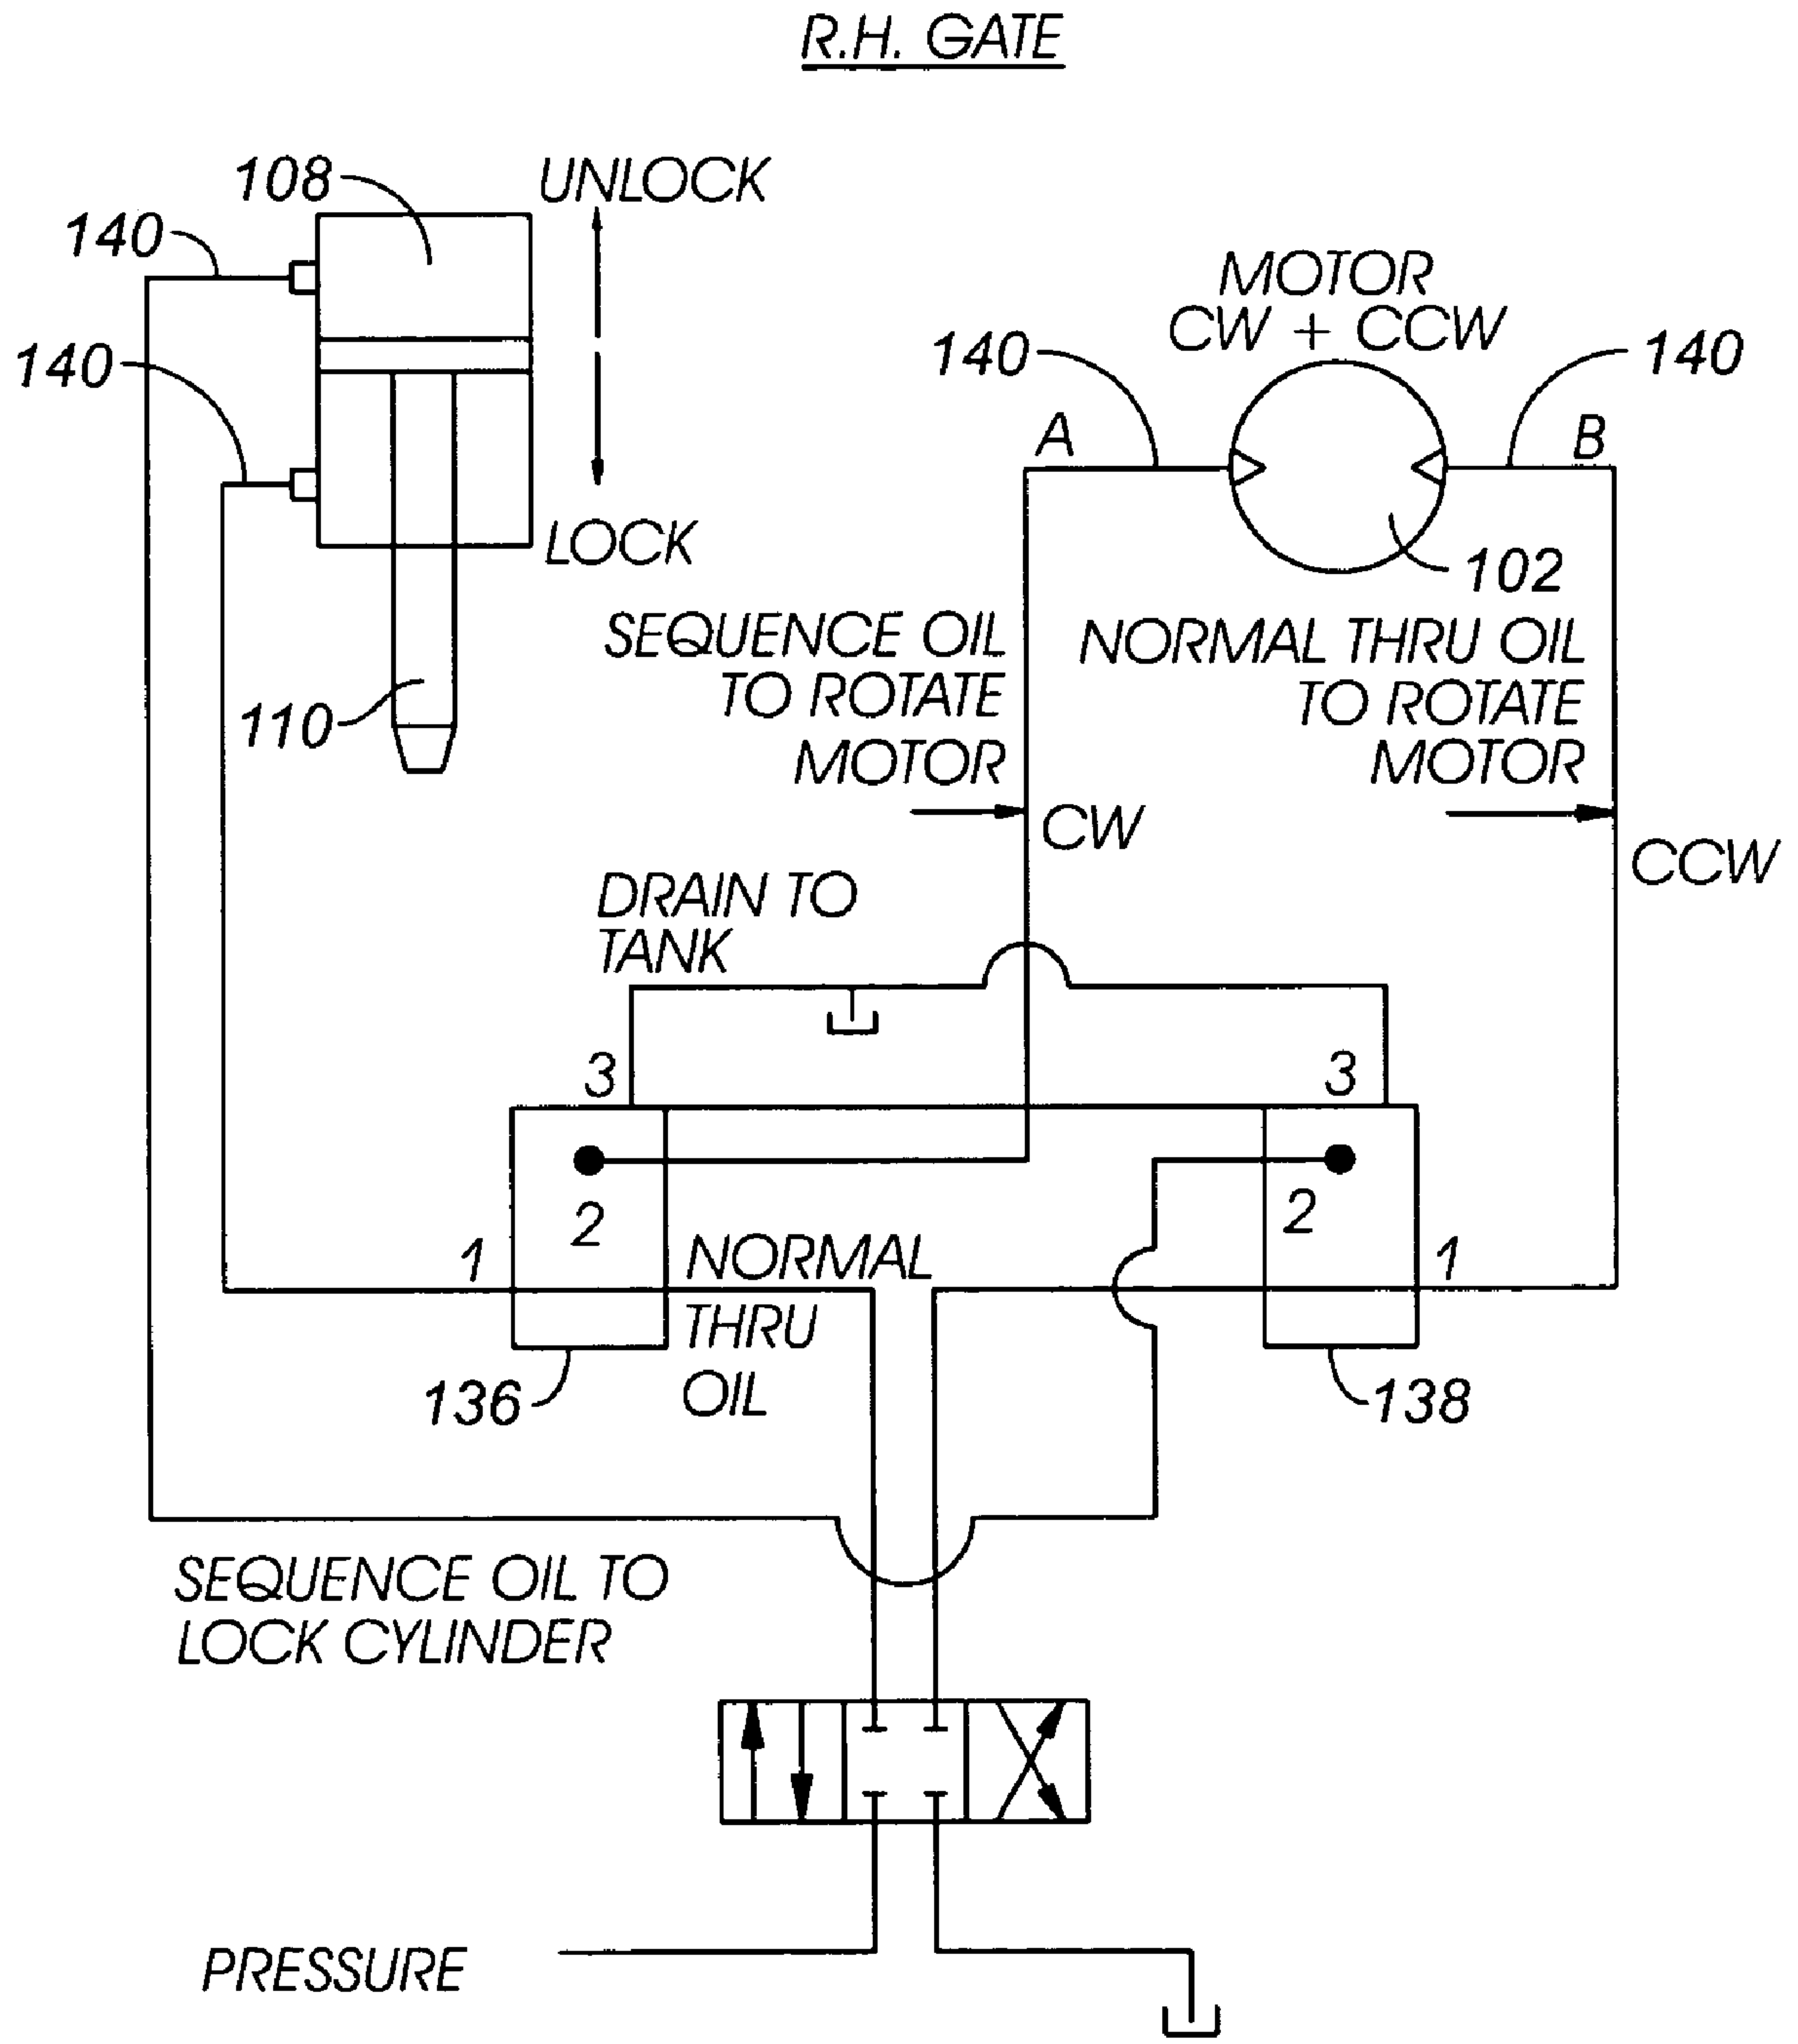 R.H. GATE
108
UNLOCK
140
140
LOCK
110
MOTOR
CW + CCW
140
140
A
B
102
SEQUENCE OIL
TO ROTATE
MOTOR
CW
NORMAL THRU OIL
TO ROTATE
MOTOR
CCW
DRAIN TO
TANK
3
3
2
2
1
NORMAL
THRU
OIL
1
136
138
SEQUENCE OIL TO
LOCK CYLINDER
PRESSURE